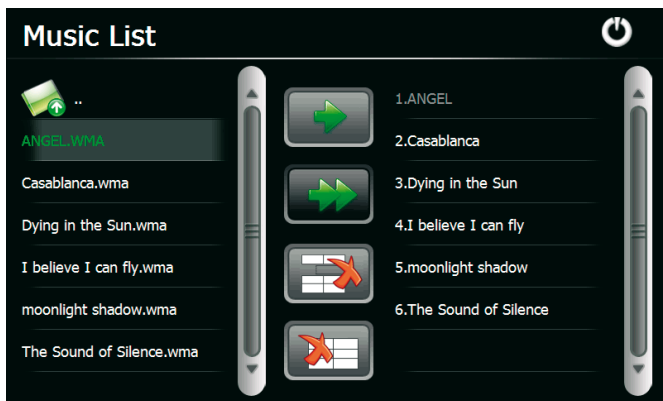 Music List
..
ANGEL.WMA
Casablanca.wma
Dying in the Sun.wma
I believe I can fly.wma
moonlight shadow.wma
The Sound of Silence.wma
1.ANGEL
2.Casablanca
3.Dying in the Sun
4.I believe I can fly
5.moonlight shadow
6.The Sound of Silence